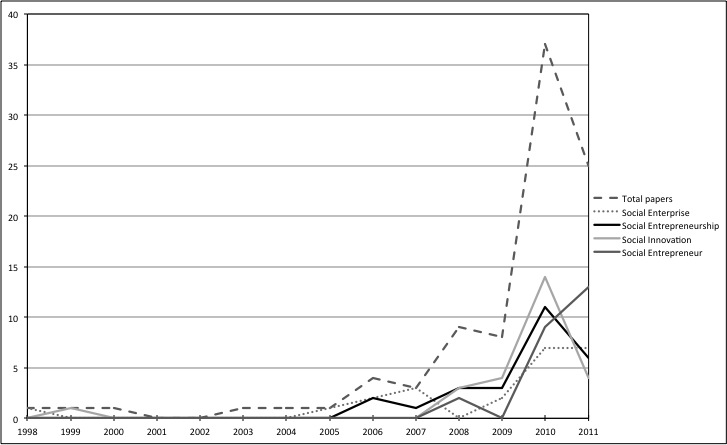 40
35
30
25
20
15
10
5
0
1998 1999 2000 2001 2002 2003 2004 2005 2006 2007 2008 2009 2010 2011
Total papers
Social Enterprise
Social Entrepreneurship
Social Innovation
Social Entrepreneur